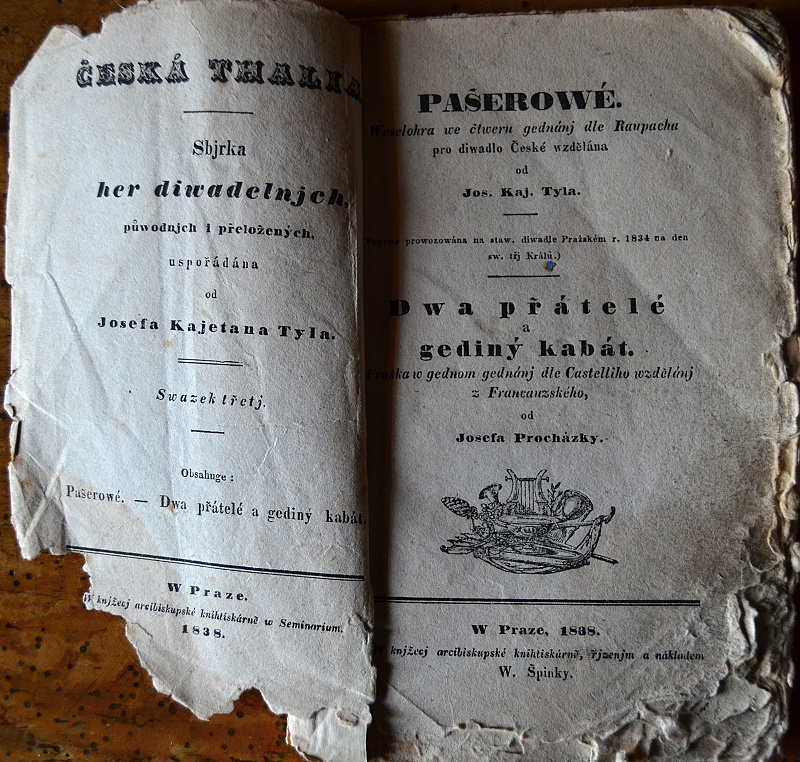 ČESKÁ THALIA
Sbjrka
her diwadelnjch,
půwodnjch i přeložených,
uspořádána
od
Josefa Kajetana Tyla.
Swazek třetj.
Obsahuge :
Pašerowé. — Dwa přátelé a gediný kabát.
W Praze.
W knjžecj arcibiskupské knihtiskárně w Seminarium.
1838.
PAŠEROWÉ.
Weselohra we čtweru gednánj dle Raupacha
pro diwadlo České wzdělána
od
Jos. Kaj. Tyla.
prowozowána na staw. diwadle Pražském r. 1834 na den
sw. třj Králů.)
Dwa přátelé
a
gediný kabát.
Fraška w gednom gednánj dle Castelliho wzdělánj
z Francauzského,
od
Josefa Procházky.
W Praze, 1838.
W knjžecj arcibiskupské knihtiskárně, řjzenjm a nákladem
W. Špinky.